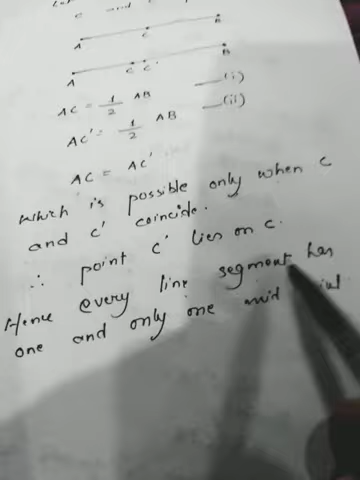 C
A C B
A C C' B
AC = 1/2 AB —(i)
AC' = 1/2 AB —(ii)
AC = AC'
which is possible only when C
and C' coincide.
∴ point C' lies on C.
Hence every line segment has
one and only one mid